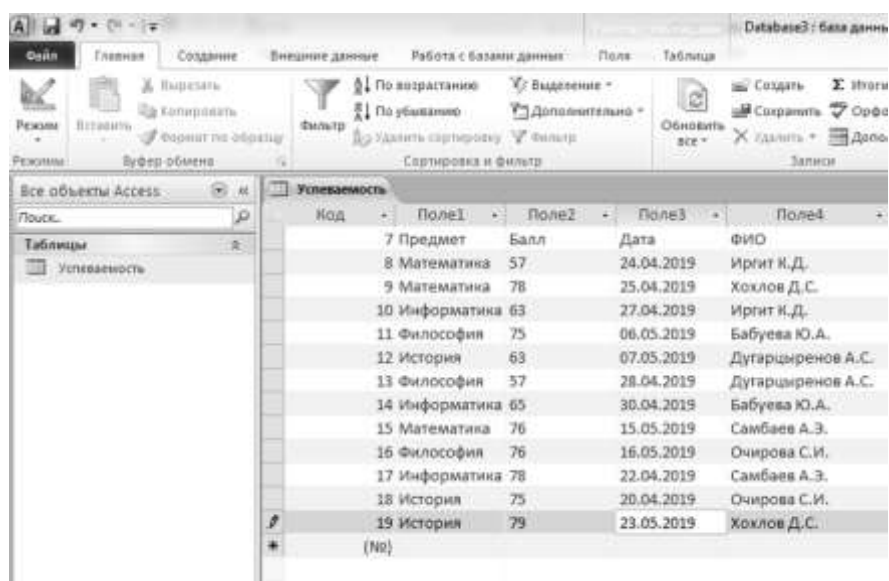 Database3 : база данны
Файл Главная Создание Внешние данные Работа с базами данных Поля Таблица
Режим
Вставить
Вырезать
Копировать
Формат по образцу
Фильтр
По возрастанию
По убыванию
Удалить сортировку
Выделение
Дополнительно
Фильтр
Обновить все
Создать
Сохранить
Удалить
Σ Итоги
Орфо
Допо
Режимы Буфер обмена Сортировка и фильтр Записи
Все объекты Access
Поиск...
Таблицы
Успеваемость
Успеваемость
Код Поле1 Поле2 Поле3 Поле4
7 Предмет Балл Дата ФИО
8 Математика 57 24.04.2019 Иргит К.Д.
9 Математика 78 25.04.2019 Хохлов Д.С.
10 Информатика 63 27.04.2019 Иргит К.Д.
11 Философия 75 06.05.2019 Бабуева Ю.А.
12 История 63 07.05.2019 Дугарцыренов А.С.
13 Философия 57 28.04.2019 Дугарцыренов А.С.
14 Информатика 65 30.04.2019 Бабуева Ю.А.
15 Математика 76 15.05.2019 Самбаев А.Э.
16 Философия 76 16.05.2019 Очирова С.И.
17 Информатика 78 22.04.2019 Самбаев А.Э.
18 История 75 20.04.2019 Очирова С.И.
19 История 79 23.05.2019 Хохлов Д.С.
(№)